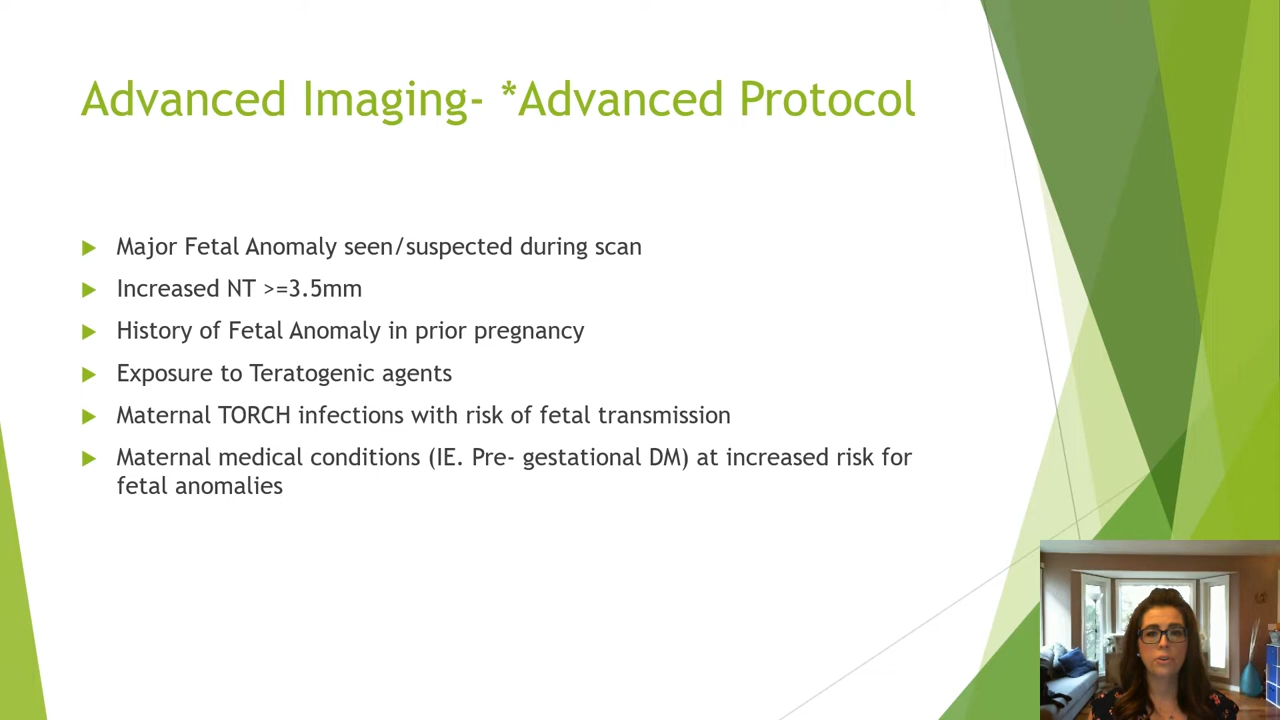 Advanced Imaging- *Advanced Protocol
Major Fetal Anomaly seen/suspected during scan
Increased NT >=3.5mm
History of Fetal Anomaly in prior pregnancy
Exposure to Teratogenic agents
Maternal TORCH infections with risk of fetal transmission
Maternal medical conditions (IE. Pre- gestational DM) at increased risk for
fetal anomalies